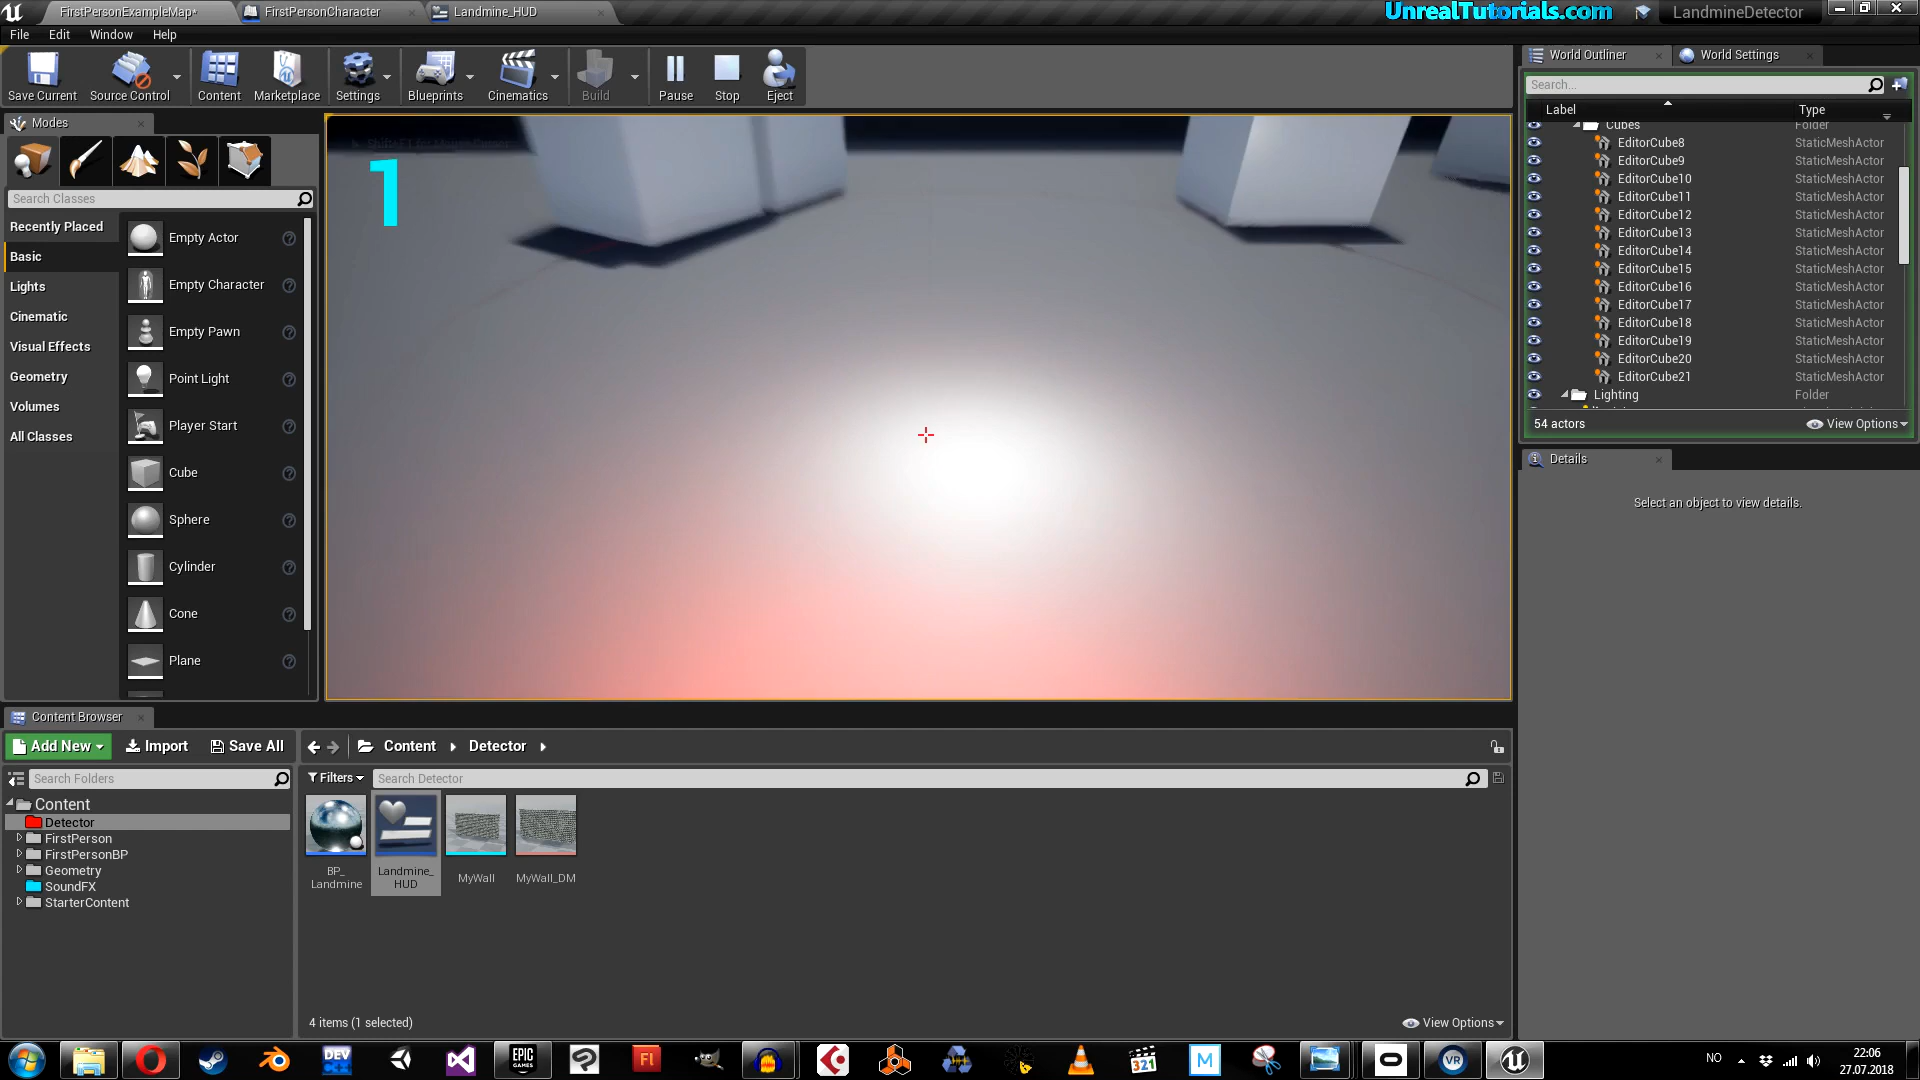 FirstPersonExampleMap*
FirstPersonCharacter
Landmine_HUD
UnrealTutorials.com
LandmineDetector
File
Edit
Window
Help
Save Current
Source Control
Content
Marketplace
Settings
Blueprints
Cinematics
Build
Pause
Stop
Eject
World Outliner
World Settings
Search...
Label
Type
Cubes
Folder
EditorCube8
StaticMeshActor
EditorCube9
StaticMeshActor
EditorCube10
StaticMeshActor
EditorCube11
StaticMeshActor
EditorCube12
StaticMeshActor
EditorCube13
StaticMeshActor
EditorCube14
StaticMeshActor
EditorCube15
StaticMeshActor
EditorCube16
StaticMeshActor
EditorCube17
StaticMeshActor
EditorCube18
StaticMeshActor
EditorCube19
StaticMeshActor
EditorCube20
StaticMeshActor
EditorCube21
StaticMeshActor
Lighting
Folder
54 actors
View Options
Details
Select an object to view details.
Modes
Search Classes
Recently Placed
Basic
Lights
Cinematic
Visual Effects
Geometry
Volumes
All Classes
Empty Actor
Empty Character
Empty Pawn
Point Light
Player Start
Cube
Sphere
Cylinder
Cone
Plane
1
Content Browser
Add New
Import
Save All
Content
Detector
Search Folders
Filters
Search Detector
Content
Detector
FirstPerson
FirstPersonBP
Geometry
SoundFX
StarterContent
BP_
Landmine
Landmine_
HUD
MyWall
MyWall_DM
4 items (1 selected)
View Options
DEV
EPIC
GAMES
Fl
321
M
VR
NO
22:06
27.07.2018